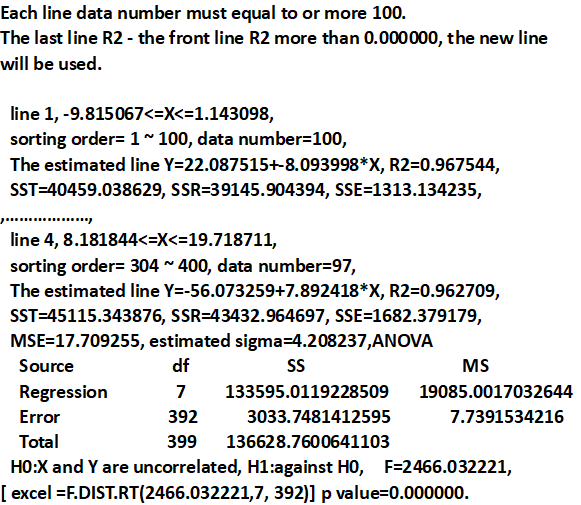 Each line data number must equal to or more 100.
The last line R2 - the front line R2 more than 0.000000, the new line
will be used.
line 1, -9.815067<=X<=1.143098,
sorting order= 1 ~ 100, data number=100,
The estimated line Y=22.087515+-8.093998*X, R2=0.967544,
SST=40459.038629, SSR=39145.904394, SSE=1313.134235,
,………………,
line 4, 8.181844<=X<=19.718711,
sorting order= 304 ~ 400, data number=97,
The estimated line Y=-56.073259+7.892418*X, R2=0.962709,
SST=45115.343876, SSR=43432.964697, SSE=1682.379179,
MSE=17.709255, estimated sigma=4.208237,ANOVA
Source df SS MS
Regression 7 133595.0119228509 19085.0017032644
Error 392 3033.7481412595 7.7391534216
Total 399 136628.7600641103
H0:X and Y are uncorrelated, H1:against H0, F=2466.032221,
[ excel =F.DIST.RT(2466.032221,7, 392)] p value=0.000000.